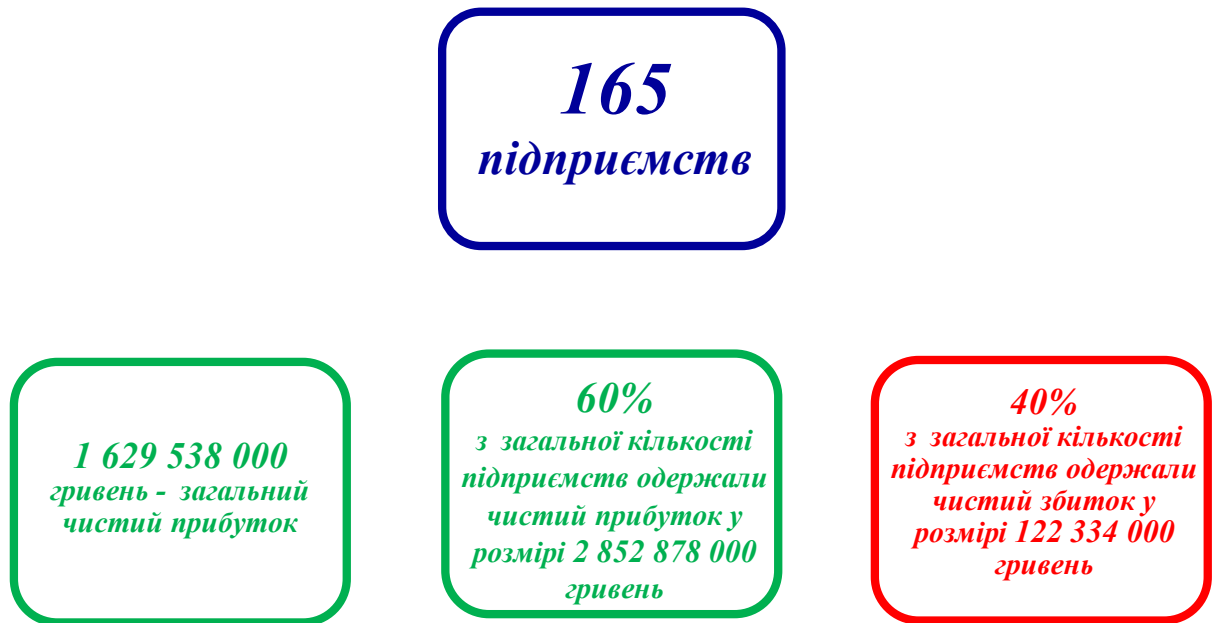 165
підприємств
1 629 538 000
гривень - загальний
чистий прибуток
60%
з загальної кількості
підприємств одержали
чистий прибуток у
розмірі 2 852 878 000
гривень
40%
з загальної кількості
підприємств одержали
чистий збиток у
розмірі 122 334 000
гривень